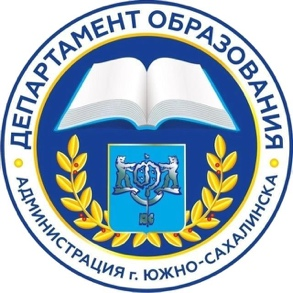 ДЕПАРТАМЕНТ ОБРАЗОВАНИЯ
АДМИНИСТРАЦИЯ г. ЮЖНО-САХАЛИНСКА